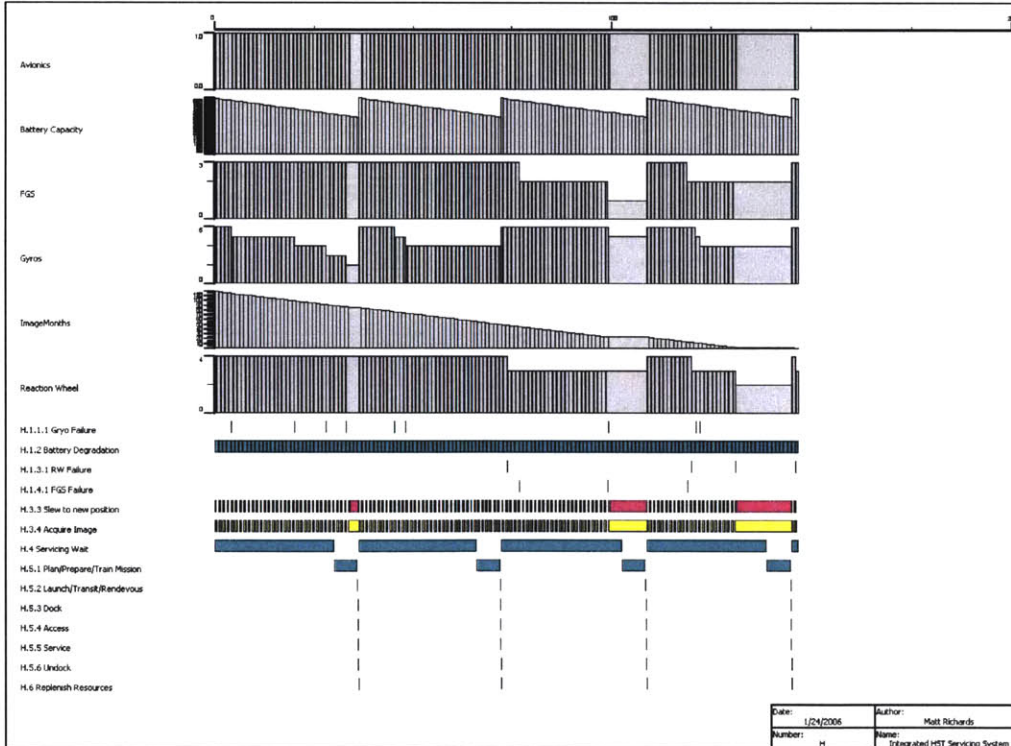 0
100
Avionics
1.0
0.0
Battery Capacity
FGS
3
0
Gyros
6
0
ImageMonths
Reaction Wheel
4
0
H.1.1.1 Gryo Failure
H.1.2 Battery Degradation
H.1.3.1 RW Failure
H.1.4.1 FGS Failure
H.3.3 Slew to new position
H.3.4 Acquire Image
H.4 Servicing Wait
H.5.1 Plan/Prepare/Train Mission
H.5.2 Launch/Transit/Rendevous
H.5.3 Dock
H.5.4 Access
H.5.5 Service
H.5.6 Undock
H.6 Replenish Resources
Date:
1/24/2006
Author:
Matt Richards
Number:
H
Name:
Integrated HST Servicing System